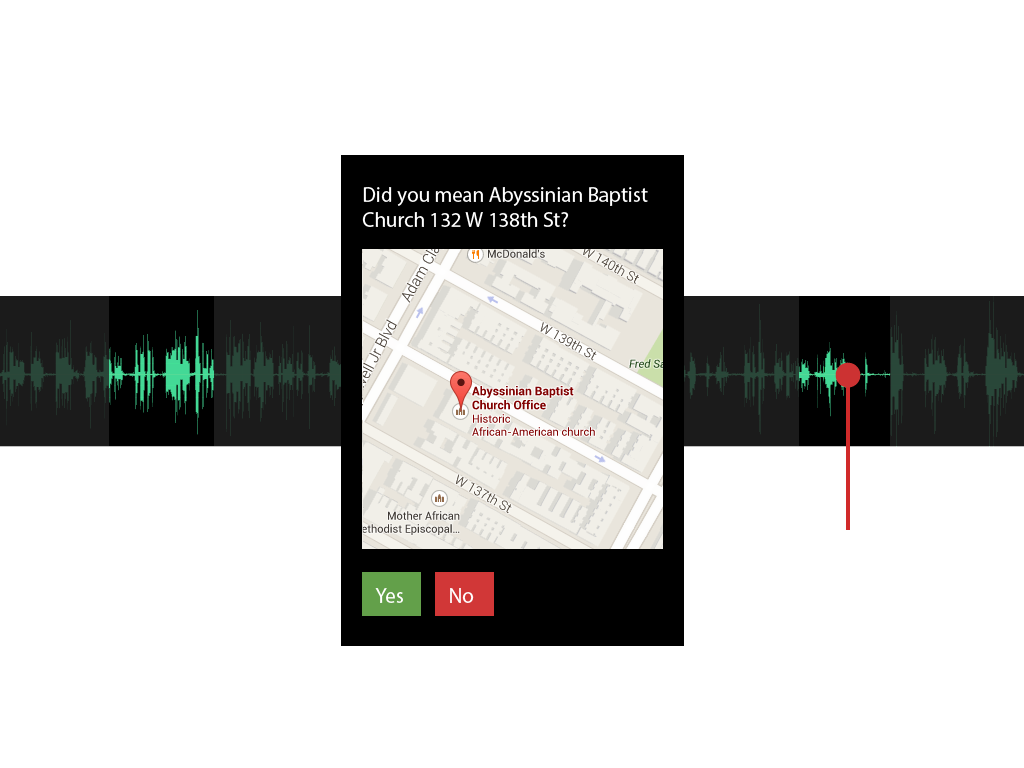 Did you mean Abyssinian Baptist
Church 132 W 138th St?
McDonald's
W 140th St
Adam Cla
W 139th St
well Jr Blvd
Fred Sa
Abyssinian Baptist
Church Office
Historic
African-American church
W 137th St
Mother African
ethodist Episcopal...
Yes
No